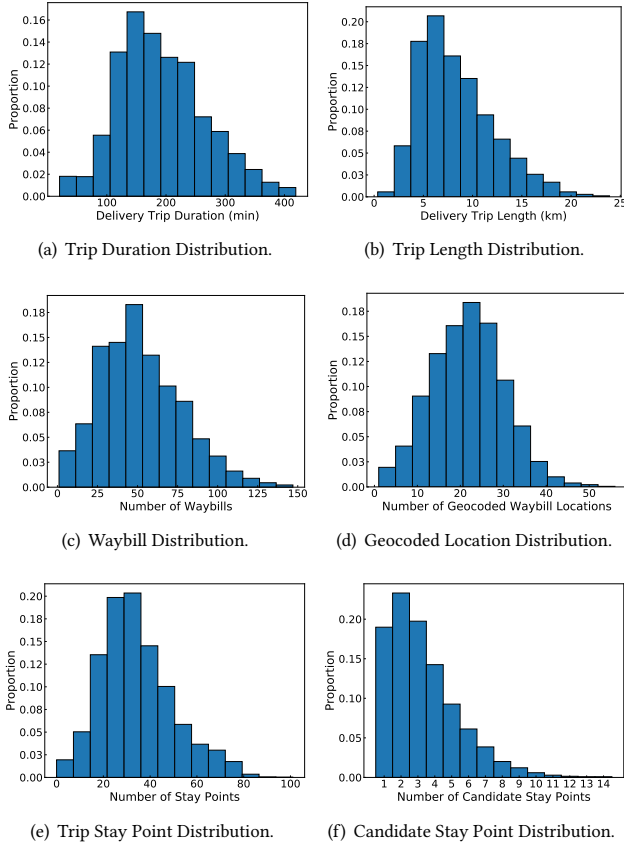 0.16
0.14
0.12
0.10
0.08
0.06
0.04
0.02
0.00
Proportion
100 200 300 400
Delivery Trip Duration (min)
(a) Trip Duration Distribution.
0.20
0.18
0.15
0.12
0.10
0.08
0.05
0.03
0.00
Proportion
5 10 15 20 25
Delivery Trip Length (km)
(b) Trip Length Distribution.
0.18
0.15
0.12
0.10
0.08
0.05
0.03
0.00
Proportion
0 25 50 75 100 125 150
Number of Waybills
(c) Waybill Distribution.
0.18
0.15
0.12
0.10
0.08
0.05
0.03
0.00
Proportion
0 10 20 30 40 50
Number of Geocoded Waybill Locations
(d) Geocoded Location Distribution.
0.20
0.18
0.15
0.12
0.10
0.08
0.05
0.03
0.00
Proportion
0 20 40 60 80 100
Number of Stay Points
(e) Trip Stay Point Distribution.
0.20
0.15
0.10
0.05
0.00
Proportion
1 2 3 4 5 6 7 8 9 10 11 12 13 14
Number of Candidate Stay Points
(f) Candidate Stay Point Distribution.